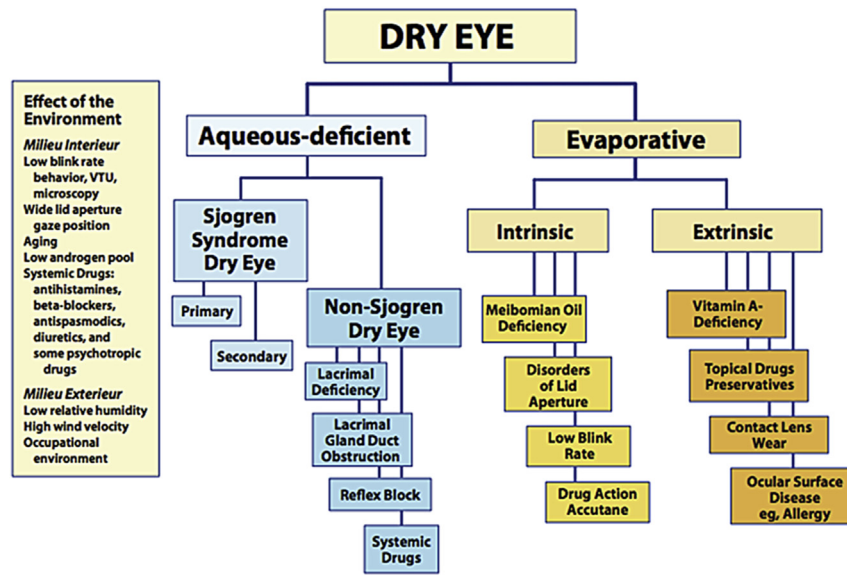 DRY EYE
Effect of the
Environment
Milieu Interieur
Low blink rate
behavior, VTU,
microscopy
Wide lid aperture
gaze position
Aging
Low androgen pool
Systemic Drugs:
antihistamines,
beta-blockers,
antispasmodics,
diuretics, and
some psychotropic
drugs
Milieu Exterieur
Low relative humidity
High wind velocity
Occupational
environment
Aqueous-deficient
Evaporative
Sjogren
Syndrome
Dry Eye
Primary
Secondary
Non-Sjogren
Dry Eye
Lacrimal
Deficiency
Lacrimal
Gland Duct
Obstruction
Reflex Block
Systemic
Drugs
Intrinsic
Meibomian Oil
Deficiency
Disorders
of Lid
Aperture
Low Blink
Rate
Drug Action
Accutane
Extrinsic
Vitamin A-
Deficiency
Topical Drugs
Preservatives
Contact Lens
Wear
Ocular Surface
Disease
eg, Allergy